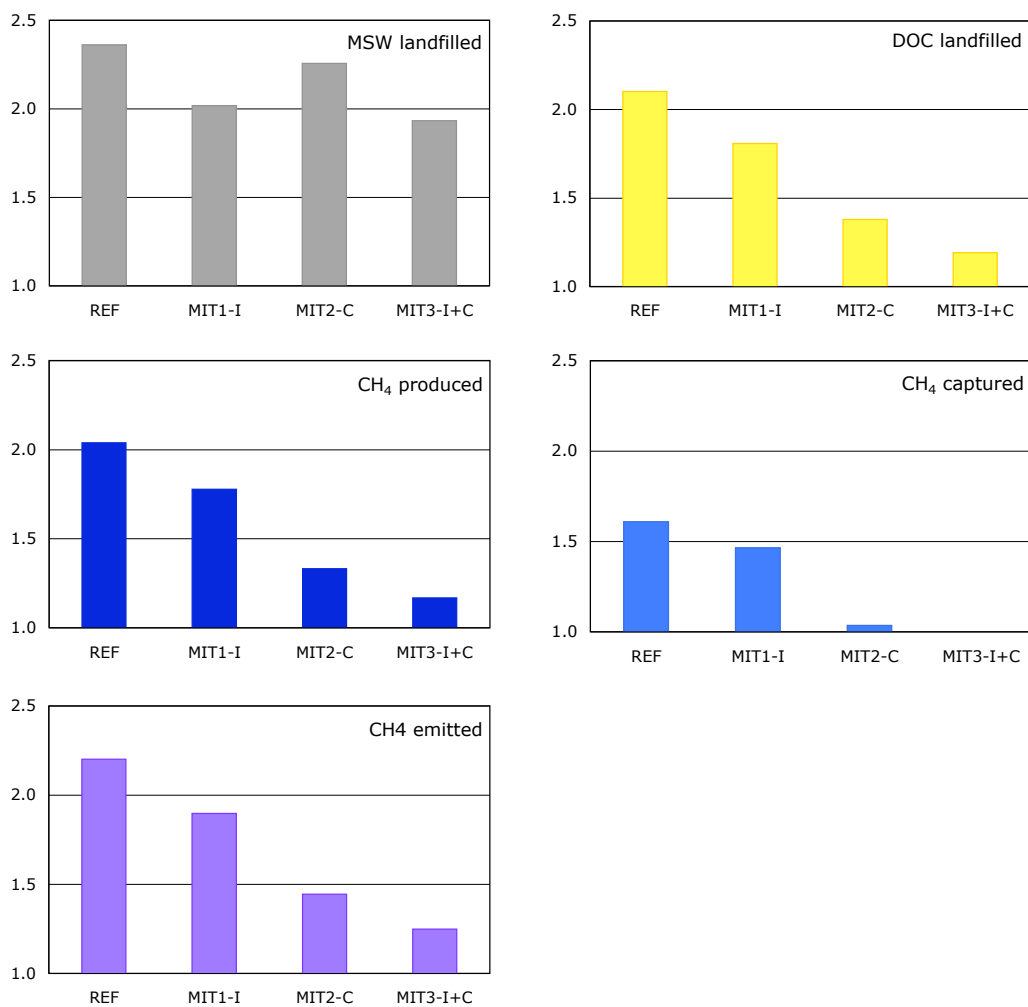 MSW landfilled
2.5
2.0
1.5
1.0
REF MIT1-I MIT2-C MIT3-I+C
DOC landfilled
2.5
2.0
1.5
1.0
REF MIT1-I MIT2-C MIT3-I+C
CH₄ produced
2.5
2.0
1.5
1.0
REF MIT1-I MIT2-C MIT3-I+C
CH₄ captured
2.5
2.0
1.5
1.0
REF MIT1-I MIT2-C MIT3-I+C
CH4 emitted
2.5
2.0
1.5
1.0
REF MIT1-I MIT2-C MIT3-I+C